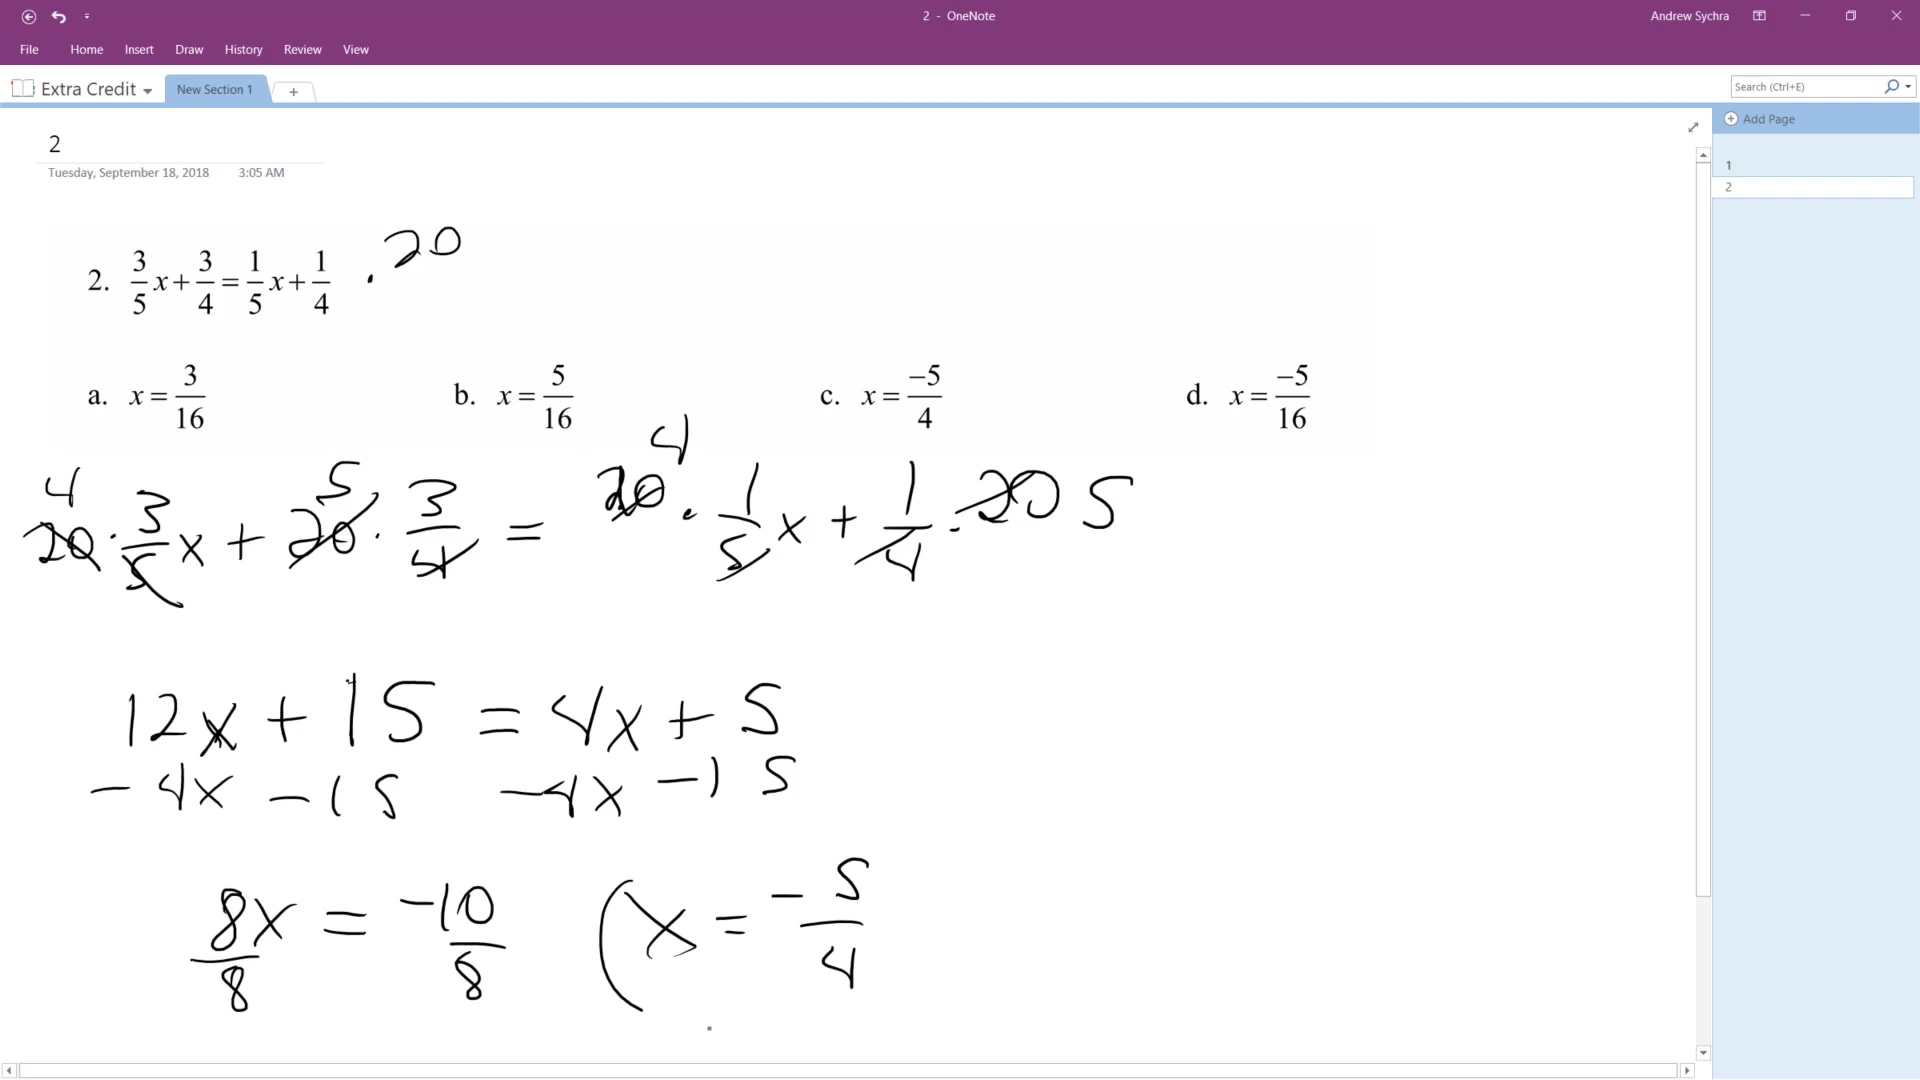 2 - OneNote
Andrew Sychra
File Home Insert Draw History Review View
Extra Credit
New Section 1
+
Search (Ctrl+E)
Add Page
1
2
2
Tuesday, September 18, 2018 3:05 AM
2. 3/5 x + 3/4 = 1/5 x + 1/4 . 20
a. x = 3/16 b. x = 5/16 c. x = -5/4 d. x = -5/16
4 5 4
20 · 3/5 x + 20 · 3/4 = 20 · 1/5 x + 1/4 · 20 5
12x + 15 = 4x + 5
- 4x - 15 - 4x - 15
8x/8 = -10/8 (x = -5/4